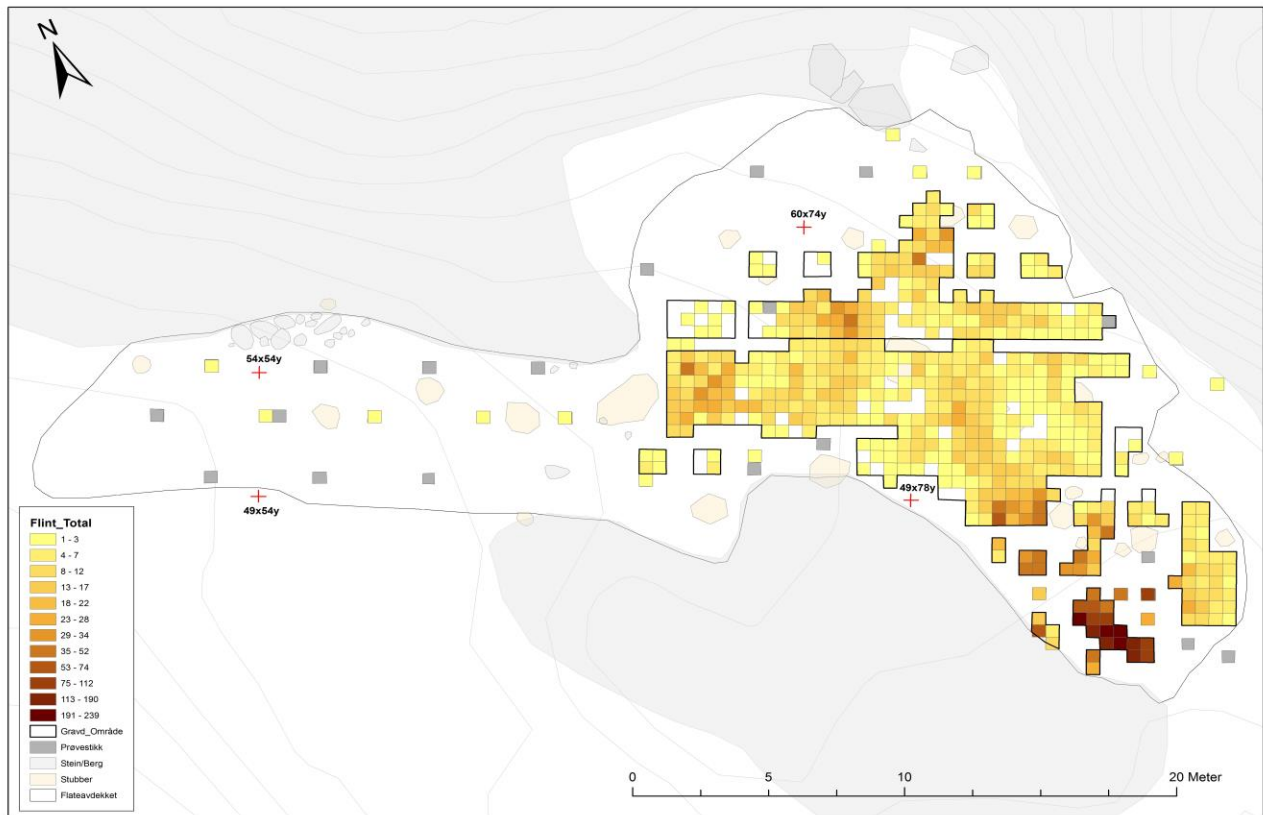 N
60x74y
54x54y
49x54y
49x78y
Flint_Total
1 - 3
4 - 7
8 - 12
13 - 17
18 - 22
23 - 28
29 - 34
35 - 52
53 - 74
75 - 112
113 - 190
191 - 239
Gravd_Område
Prøvestikk
Stein/Berg
Stubber
Flateavdekket
0 5 10 20 Meter